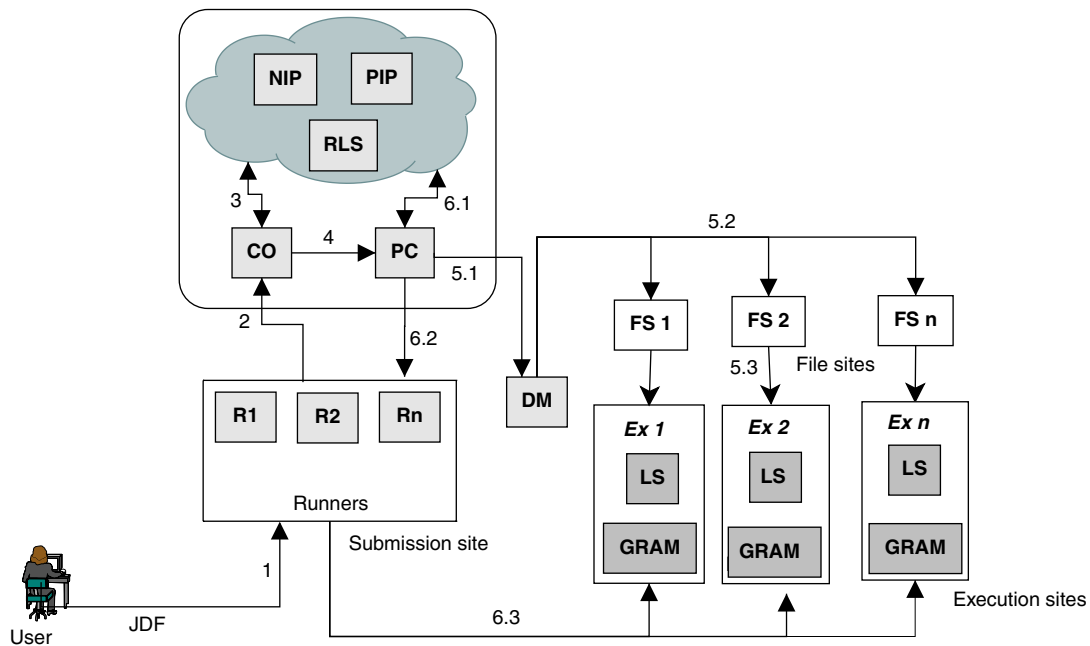 NIP
PIP
RLS
3
6.1
CO
4
PC
5.1
5.2
2
6.2
FS 1
FS 2
FS n
5.3
File sites
R1
R2
Rn
DM
Ex 1
Ex 2
Ex n
LS
LS
LS
Runners
Submission site
GRAM
GRAM
GRAM
1
Execution sites
User
JDF
6.3